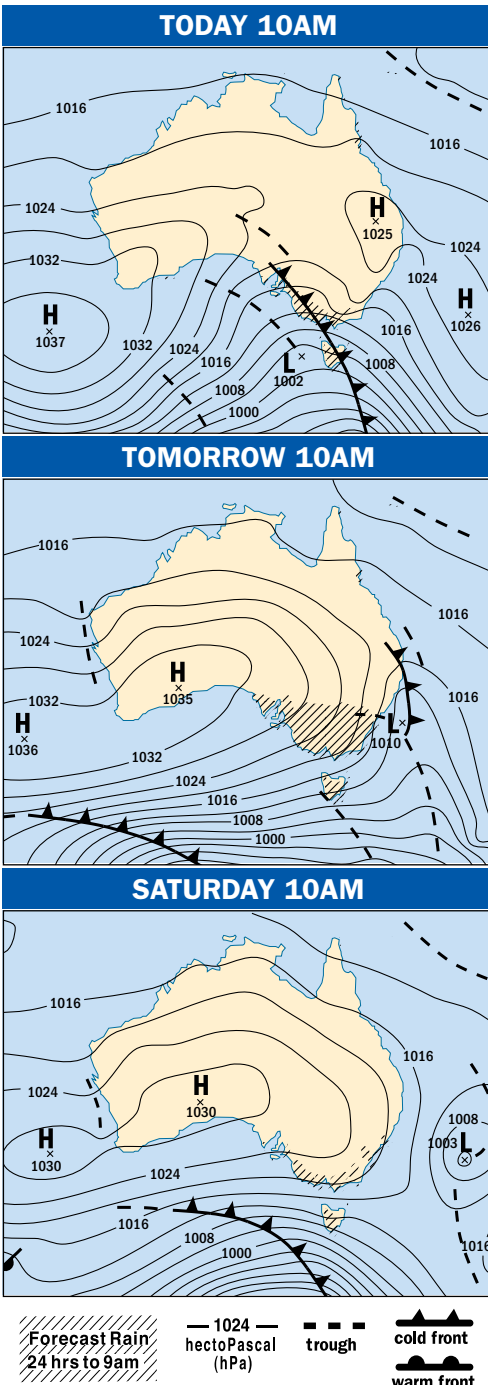 TODAY 10AM
1016
1016
1024
H
1025
1032
1024
1024
H
1026
H
1037
1032
1024
1016
1016
1008
L
1002
1008
1000
TOMORROW 10AM
1016
1016
1024
H
1035
1032
1016
H
1036
L
1010
1032
1024
1016
1008
1000
SATURDAY 10AM
1016
1016
1024
H
1030
1008
H
1030
1003
L
1024
1016
1008
1000
1016
Forecast Rain
24 hrs to 9am
1024
hectoPascal
(hPa)
trough
cold front
warm front